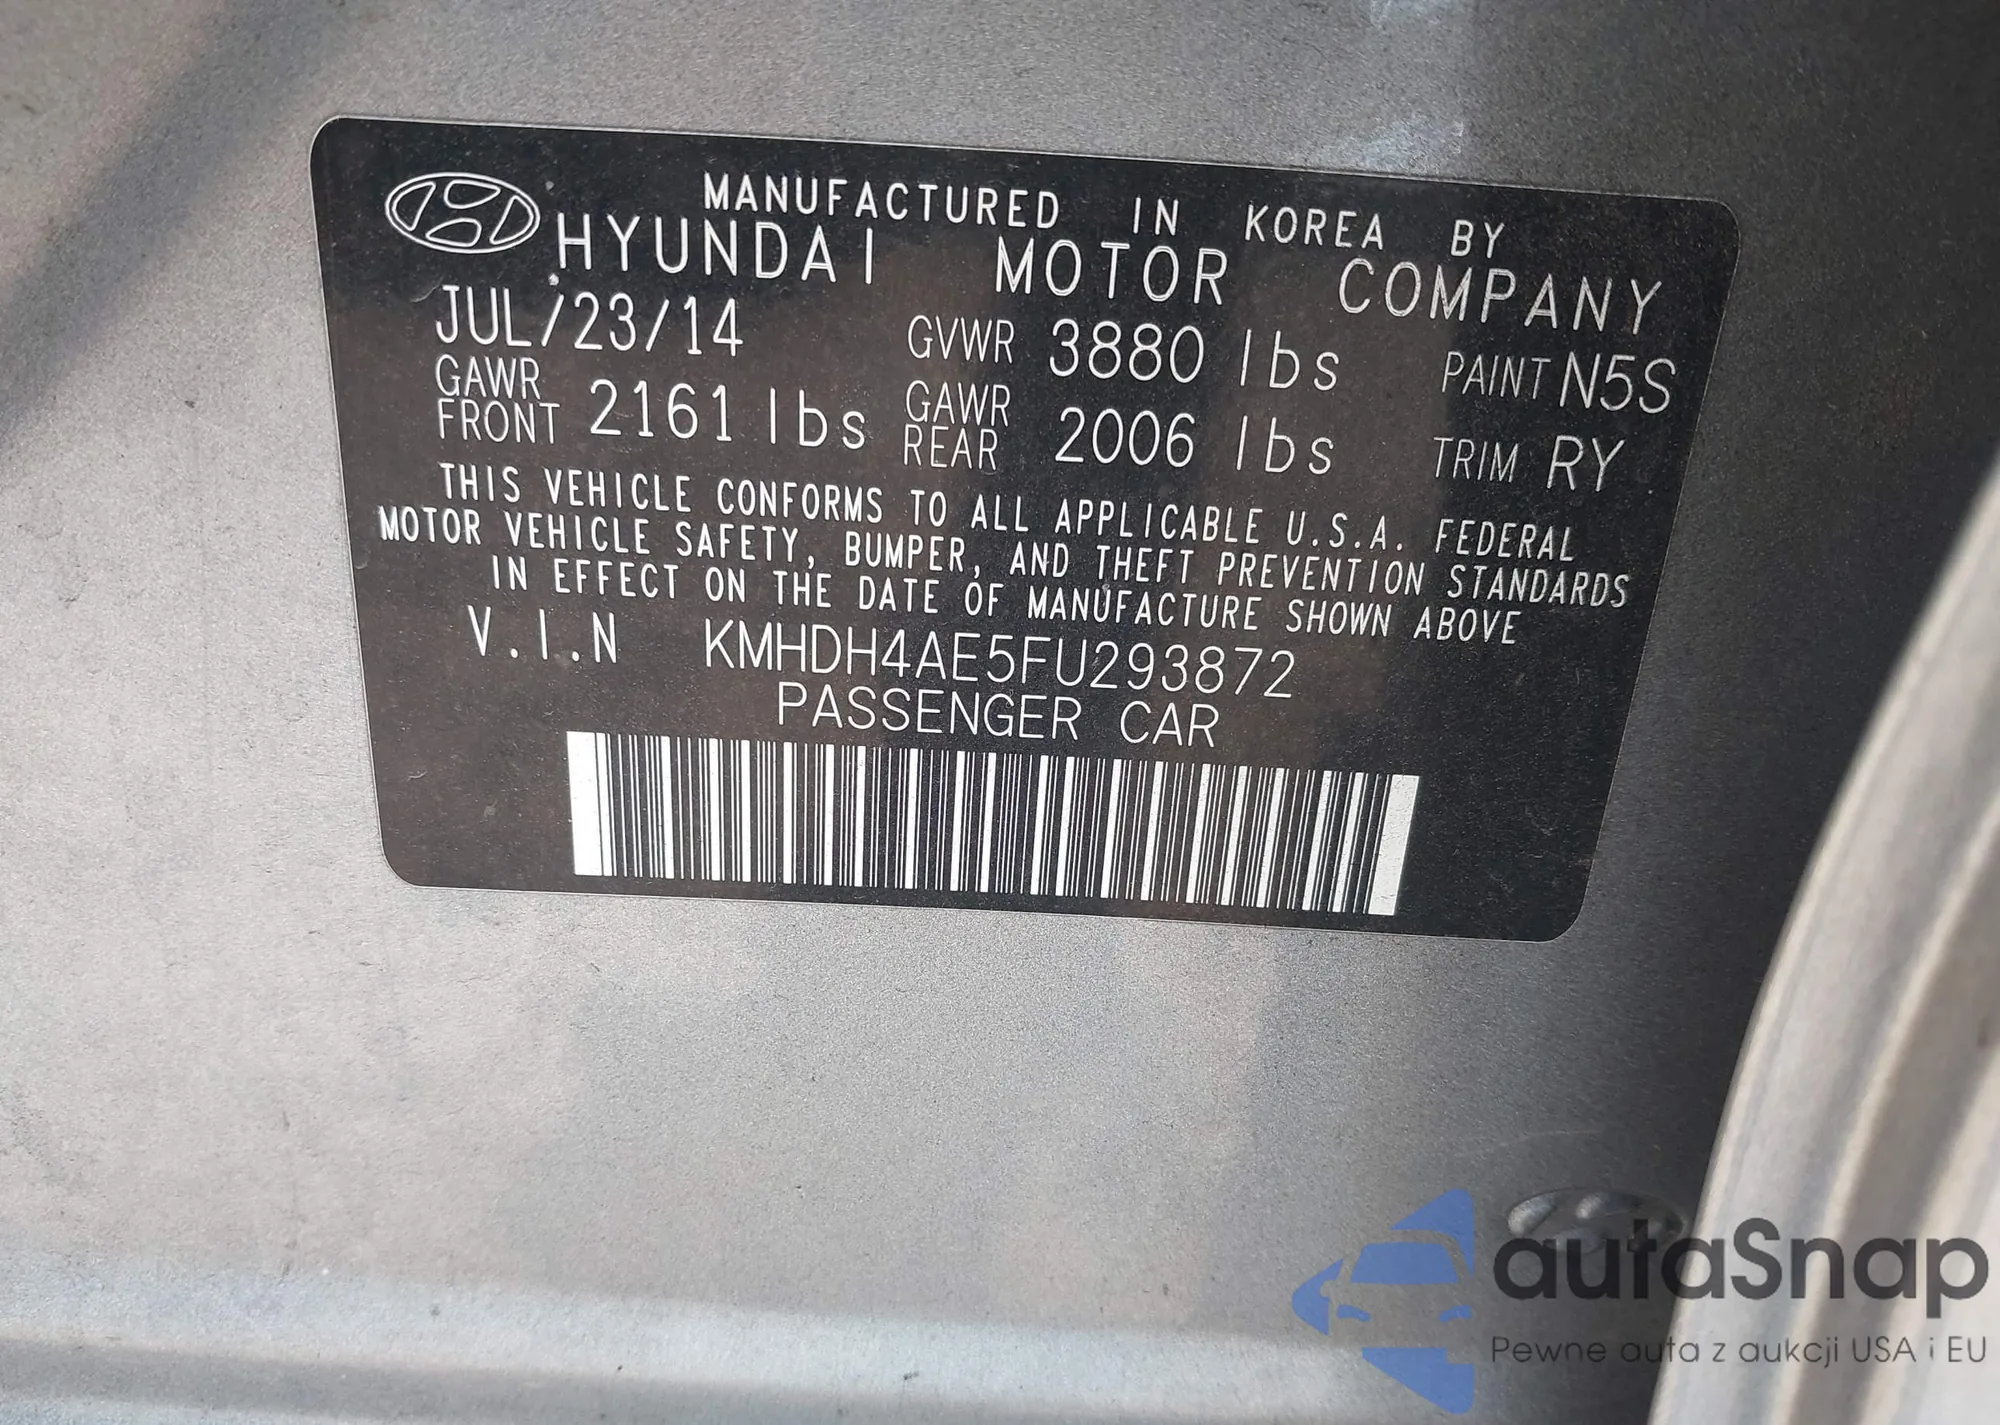 MANUFACTURED IN KOREA BY
HYUNDAI MOTOR COMPANY
JUL/23/14 GVWR 3880 lbs PAINT N5S
GAWR FRONT 2161 lbs GAWR REAR 2006 lbs TRIM RY
THIS VEHICLE CONFORMS TO ALL APPLICABLE U.S.A. FEDERAL
MOTOR VEHICLE SAFETY, BUMPER, AND THEFT PREVENTION STANDARDS
IN EFFECT ON THE DATE OF MANUFACTURE SHOWN ABOVE
V.I.N KMHDH4AE5FU293872
PASSENGER CAR
autaSnap
Pewne auta z aukcji USA i EU